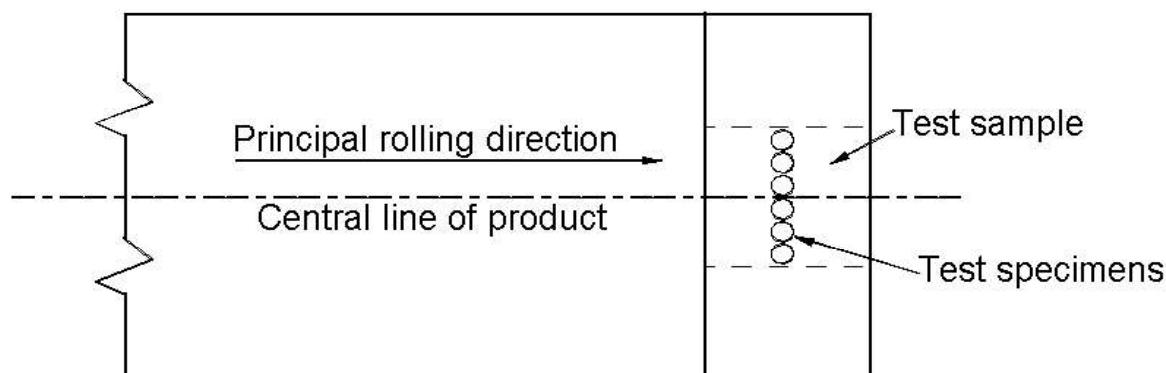 Test sample
Principal rolling direction
Central line of product
Test specimens